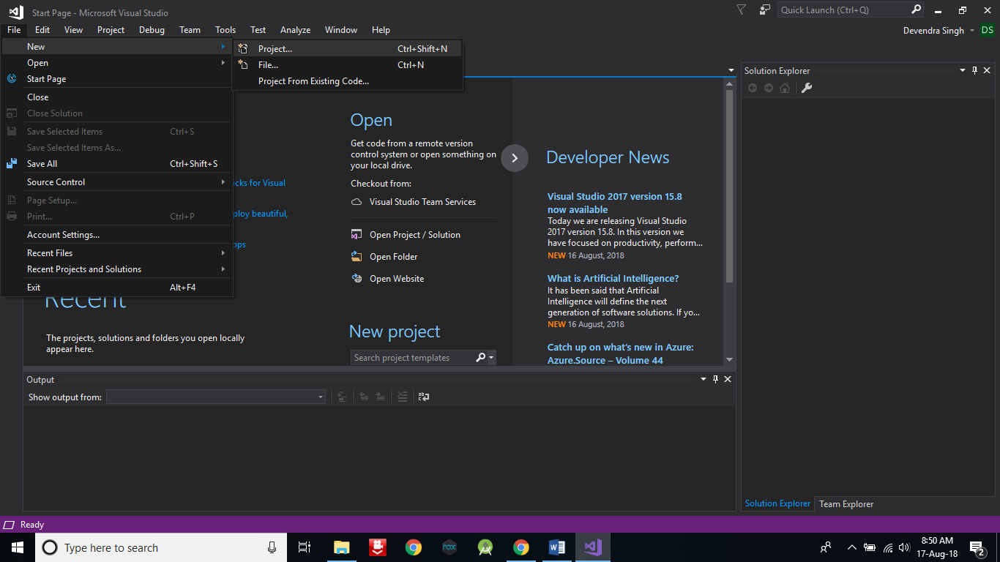 Start Page - Microsoft Visual Studio
Quick Launch (Ctrl+Q)
File Edit View Project Debug Team Tools Test Analyze Window Help
Devendra Singh DS
New
Open
Start Page
Close
Close Solution
Save Selected Items Ctrl+S
Save Selected Items As...
Save All Ctrl+Shift+S
Source Control
Page Setup...
Print... Ctrl+P
Account Settings...
Recent Files
Recent Projects and Solutions
Exit Alt+F4
Project... Ctrl+Shift+N
File... Ctrl+N
Project From Existing Code...
icks for Visual
ploy beautiful,
ops
Recent
The projects, solutions and folders you open locally
appear here.
Open
Get code from a remote version
control system or open something on
your local drive.
Checkout from:
Visual Studio Team Services
Open Project / Solution
Open Folder
Open Website
New project
Search project templates
Developer News
Visual Studio 2017 version 15.8
now available
Today we are releasing Visual Studio
2017 version 15.8. In this version we
have focused on productivity, perform...
NEW 16 August, 2018
What is Artificial Intelligence?
It has been said that Artificial
Intelligence will define the next
generation of software solutions. If yo...
NEW 16 August, 2018
Catch up on what's new in Azure:
Azure.Source – Volume 44
Solution Explorer
Output
Show output from:
Solution Explorer Team Explorer
Ready
Type here to search
nox
8:50 AM
17-Aug-18
2